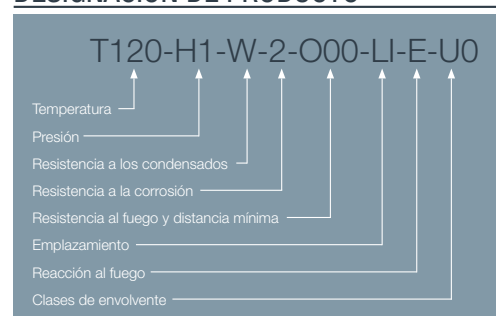 DESIGNACIÓN DE PRODUCTO
T120-H1-W-2-O00-LI-E-U0
Temperatura
Presión
Resistencia a los condensados
Resistencia a la corrosión
Resistencia al fuego y distancia mínima
Emplazamiento
Reacción al fuego
Clases de envolvente